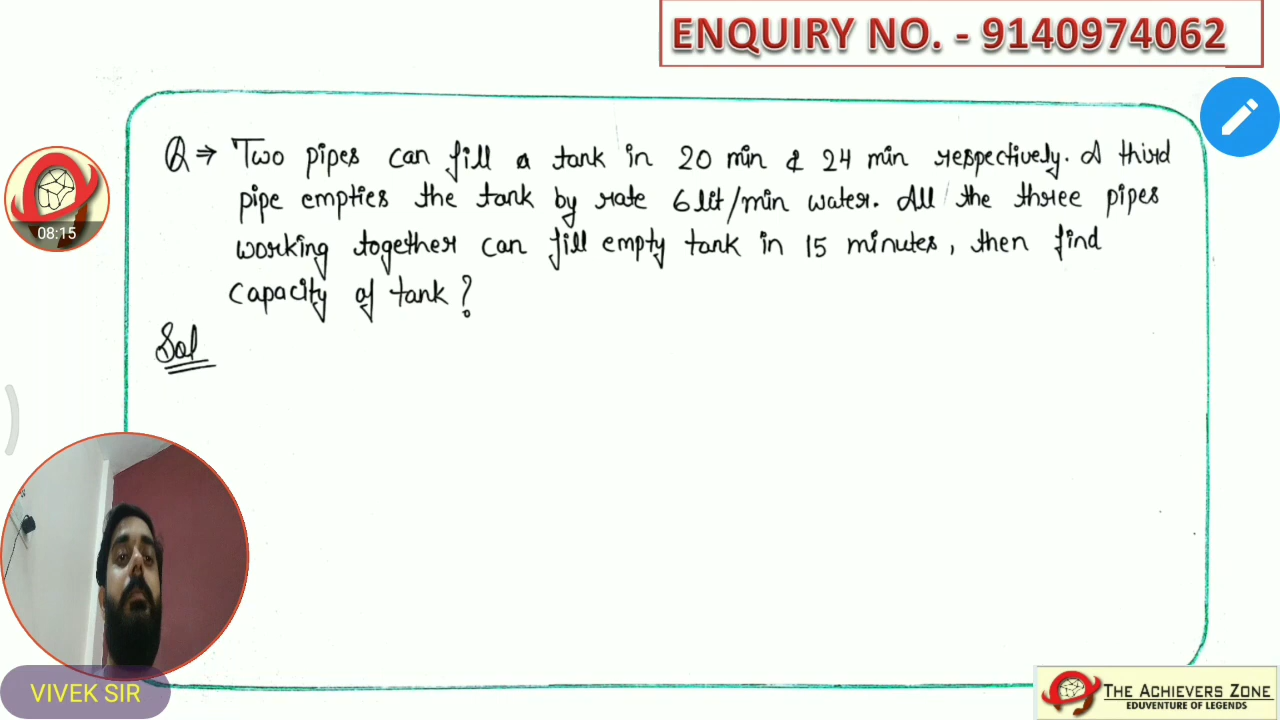 ENQUIRY NO. - 9140974062
Q ⇒ Two pipes can fill a tank in 20 min & 24 min respectively. A third
pipe empties the tank by rate 6 lit/min water. All the three pipes
working together can fill empty tank in 15 minutes, then find
capacity of tank?
Sol
08:15
VIVEK SIR
THE ACHIEVERS ZONE
EDUVENTURE OF LEGENDS